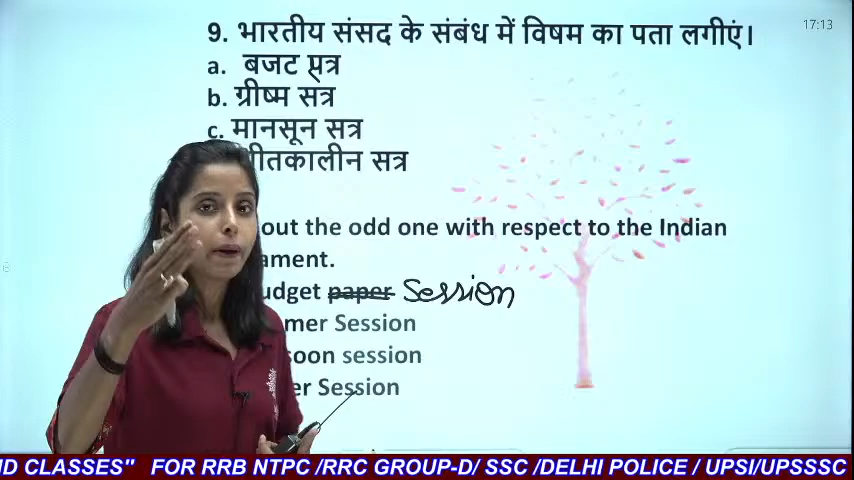 17:13
9. भारतीय संसद के संबंध में विषम का पता लगीएं।
a. बजट सत्र
b. ग्रीष्म सत्र
c. मानसून सत्र
ीतकालीन सत्र
out the odd one with respect to the Indian
ament.
udget paper Session
mer Session
soon session
er Session
ND CLASSES" FOR RRB NTPC /RRC GROUP-D/ SSC /DELHI POLICE / UPSI/UPSSSC